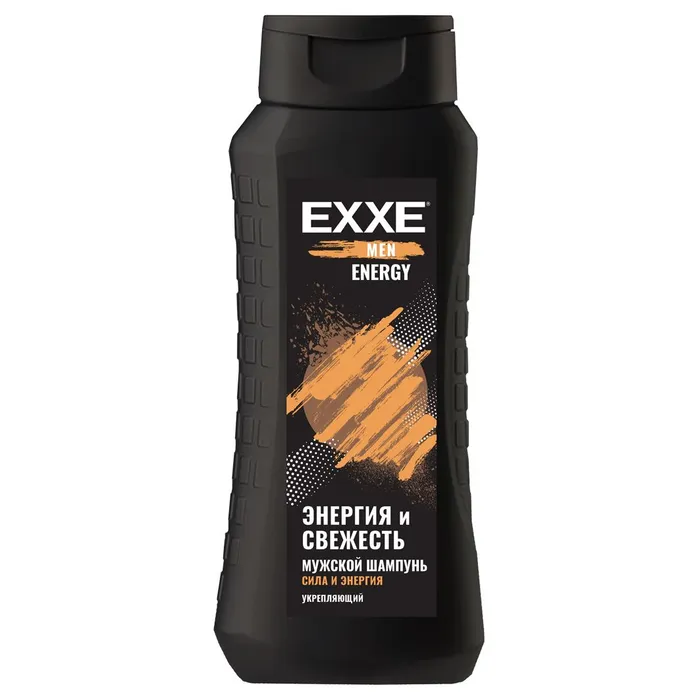 EXXE®
MEN
ENERGY
ЭНЕРГИЯ и
СВЕЖЕСТЬ
МУЖСКОЙ ШАМПУНЬ
СИЛА И ЭНЕРГИЯ
УКРЕПЛЯЮЩИЙ